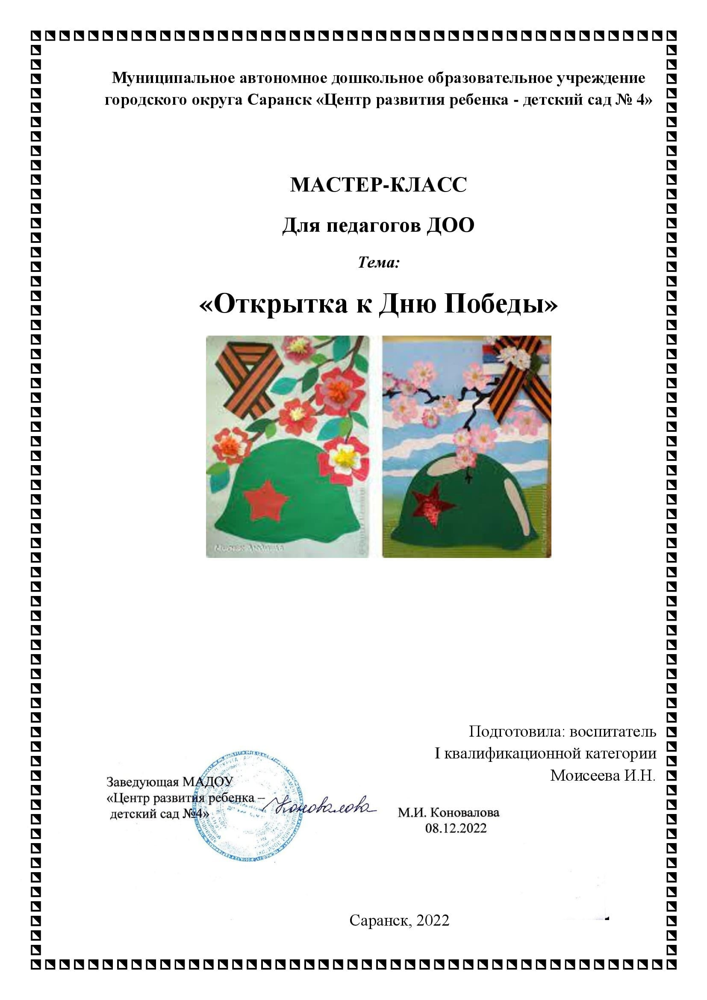 Муниципальное автономное дошкольное образовательное учреждение
городского округа Саранск «Центр развития ребенка - детский сад № 4»
МАСТЕР-КЛАСС
Для педагогов ДОО
Тема:
«Открытка к Дню Победы»
Подготовила: воспитатель
I квалификационной категории
Моисеева И.Н.
Заведующая МАДОУ
«Центр развития ребенка –
детский сад №4»
Коновалова
М.И. Коновалова
08.12.2022
Саранск, 2022